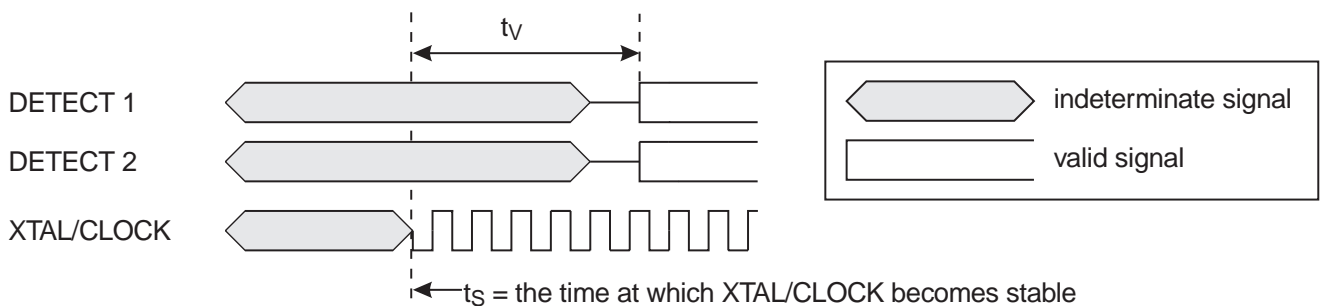 tV
DETECT 1
DETECT 2
XTAL/CLOCK
tS = the time at which XTAL/CLOCK becomes stable
indeterminate signal
valid signal